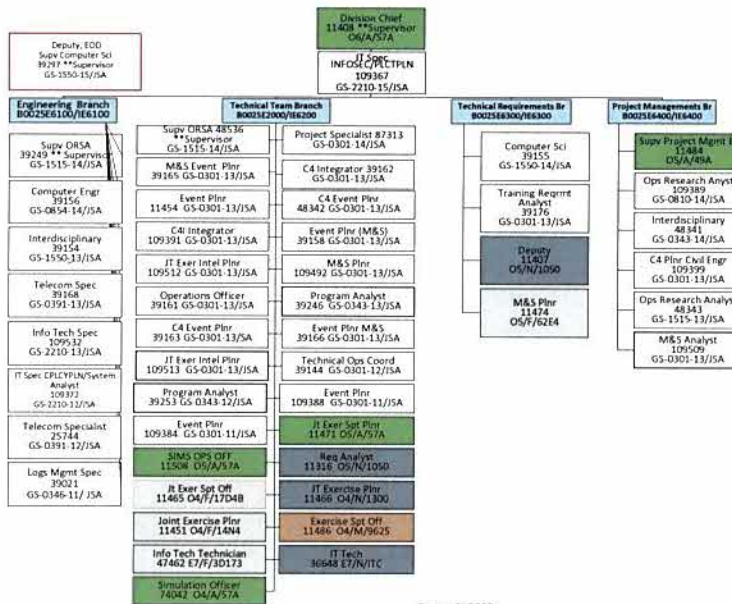 Division Chief
11408 **Supervisor
O6/A/57A
Deputy, EOD
Supv Computer Sci
39297 **Supervisor
GS-1550-15/JSA
IT Spec
INFOSEC/PLCTPLN
109367
GS-2210-15/JSA
Engineering Branch
B0025E6100/IE6100
Supv ORSA
39249 ** Supervisor
GS-1515-14/JSA
Computer Engr
39156
GS-0854-14/JSA
Interdisciplinary
39154
GS-1550-13/JSA
Telecom Spec
39168
GS-0391-13/JSA
Info Tech Spec
109532
GS-2210-13/JSA
IT Spec CPLCYPLN/System
Analyst
109372
GS-2210-12/JSA
Telecom Specialist
25744
GS-0391-12/JSA
Logs Mgmt Spec
39021
GS-0346-11/ JSA
Technical Team Branch
B0025E2000/IE6200
Supv ORSA 48536
**Supervisor
GS-1515-14/JSA
M&S Event Plnr
39165 GS-0301-13/JSA
Event Plnr
11454 GS-0301-13/JSA
C4I Integrator
109391 GS-0301-13/JSA
JT Exer Intel Plnr
109512 GS-0301-13/JSA
Operations Officer
39161 GS-0301-13/JSA
C4 Event Plnr
39163 GS-0301-13/JSA
JT Exer Intel Plnr
109513 GS-0301-13/JSA
Program Analyst
39253 GS-0343-12/JSA
Event Plnr
109384 GS-0301-11/JSA
SIMS OPS OFF
11508 O5/A/57A
Jt Exer Spt Off
11465 O4/F/17D4B
Joint Exercise Plnr
11451 O4/F/14N4
Info Tech Technician
47462 E7/F/3D173
Simulation Officer
74042 O4/A/57A
Project Specialist 87313
GS-0301-14/JSA
C4 Integrator 39162
GS-0301-13/JSA
C4 Event Plnr
48342 GS-0301-13/JSA
Event Plnr (M&S)
39158 GS-0301-13/JSA
M&S Plnr
109492 GS-0301-13/JSA
Program Analyst
39246 GS-0343-13/JSA
Event Plnr M&S
39166 GS-0301-13/JSA
Technical Ops Coord
39144 GS-0301-12/JSA
Event Plnr
109388 GS-0301-11/JSA
Jt Exer Spt Plnr
11471 O5/A/57A
Req Analyst
11316 O5/N/1050
JT Exercise Plnr
11466 O4/N/1300
Exercise Spt Off
11486 O4/M/9625
IT Tech
36648 E7/N/ITC
Technical Requirements Br
B0025E6300/IE6300
Computer Sci
39155
GS-1550-14/JSA
Training Reqrmt
Analyst
39176
GS-0301-13/JSA
Deputy
11407
O5/N/1050
M&S Plnr
11474
O5/F/62E4
Project Managements Br
B0025E6400/IE6400
Supv Project Mgmt
11484
O5/A/49A
Ops Research Anyst
109389
GS-0810-14/JSA
Interdisciplinary
48341
GS-0343-14/JSA
C4 Plnr Civil Engr
109399
GS-0301-13/JSA
Ops Research Analys
48343
GS-1515-13/JSA
M&S Analyst
109509
GS-0301-13/JSA